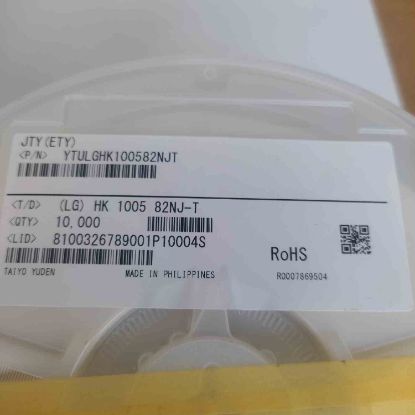 JTY(ETY)
<P/N> YTULGHK100582NJT
<T/D> (LG) HK 1005 82NJ-T
<QTY> 10,000
<LID> 8100326789001P10004S
RoHS
TAIYO YUDEN MADE IN PHILIPPINES R0007869504